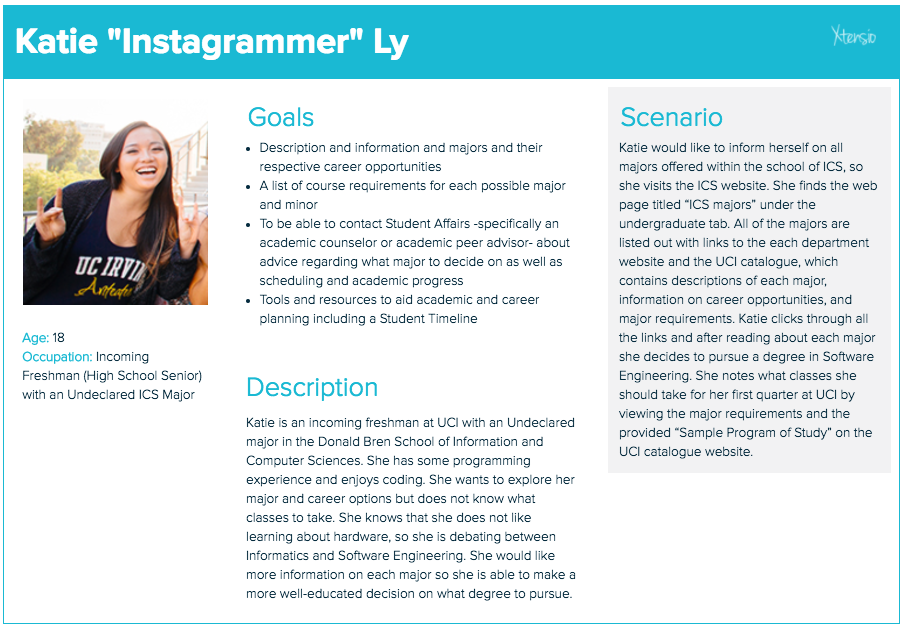 Katie "Instagrammer" Ly
Xtensio
UC IRVIN
Anteater
Age: 18
Occupation: Incoming
Freshman (High School Senior)
with an Undeclared ICS Major
Goals
• Description and information and majors and their
respective career opportunities
• A list of course requirements for each possible major
and minor
• To be able to contact Student Affairs -specifically an
academic counselor or academic peer advisor- about
advice regarding what major to decide on as well as
scheduling and academic progress
• Tools and resources to aid academic and career
planning including a Student Timeline
Description
Katie is an incoming freshman at UCI with an Undeclared
major in the Donald Bren School of Information and
Computer Sciences. She has some programming
experience and enjoys coding. She wants to explore her
major and career options but does not know what
classes to take. She knows that she does not like
learning about hardware, so she is debating between
Informatics and Software Engineering. She would like
more information on each major so she is able to make a
more well-educated decision on what degree to pursue.
Scenario
Katie would like to inform herself on all
majors offered within the school of ICS, so
she visits the ICS website. She finds the web
page titled “ICS majors” under the
undergraduate tab. All of the majors are
listed out with links to the each department
website and the UCI catalogue, which
contains descriptions of each major,
information on career opportunities, and
major requirements. Katie clicks through all
the links and after reading about each major
she decides to pursue a degree in Software
Engineering. She notes what classes she
should take for her first quarter at UCI by
viewing the major requirements and the
provided “Sample Program of Study” on the
UCI catalogue website.